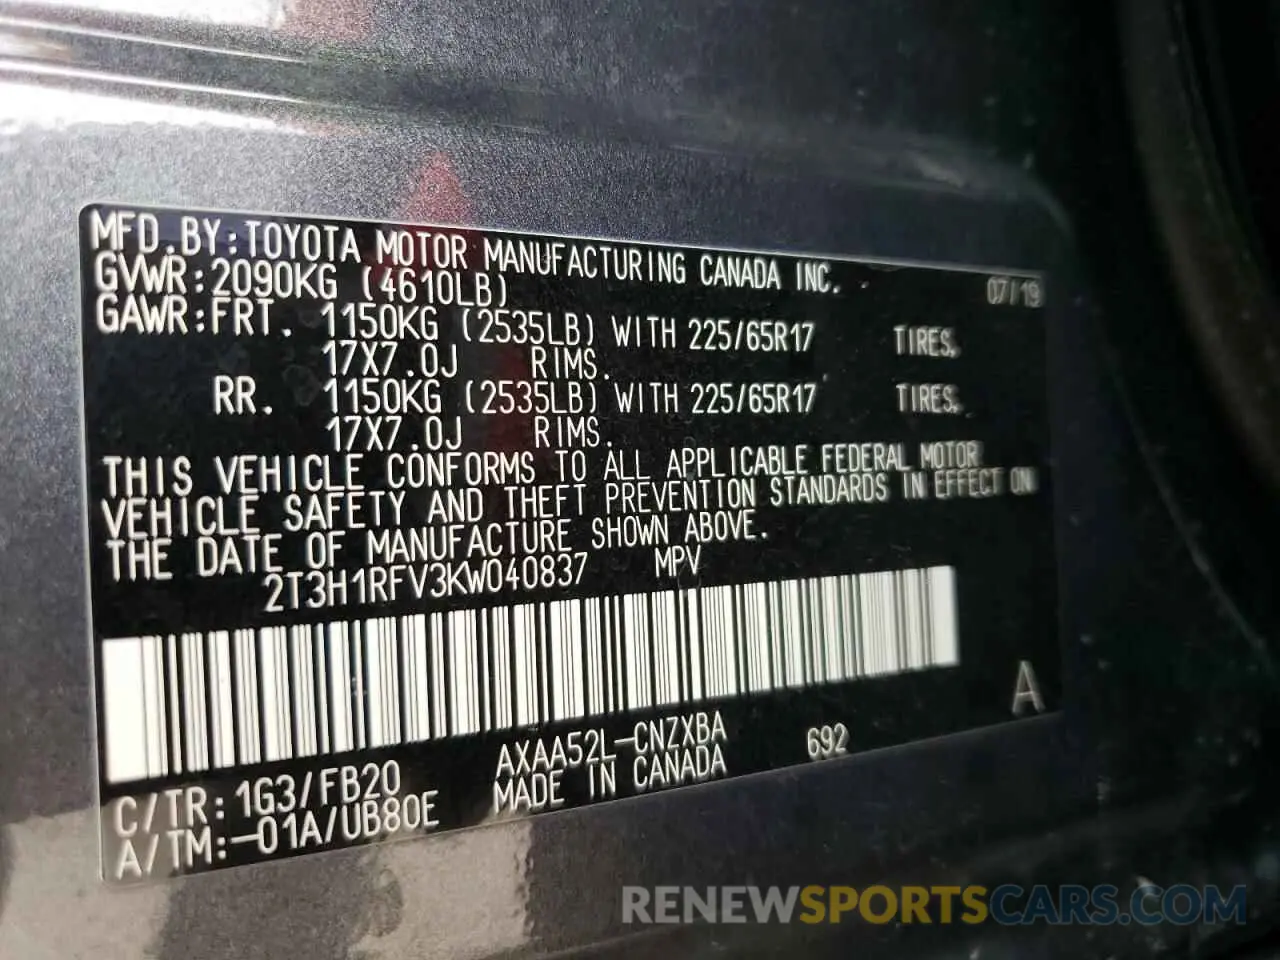 MFD.BY:TOYOTA MOTOR MANUFACTURING CANADA INC. 07/19
GVWR:2090KG (4610LB)
GAWR:FRT. 1150KG (2535LB) WITH 225/65R17 TIRES,
17X7.0J RIMS.
RR. 1150KG (2535LB) WITH 225/65R17 TIRES,
17X7.0J RIMS.
THIS VEHICLE CONFORMS TO ALL APPLICABLE FEDERAL MOTOR
VEHICLE SAFETY AND THEFT PREVENTION STANDARDS IN EFFECT ON
THE DATE OF MANUFACTURE SHOWN ABOVE.
2T3H1RFV3KW040837 MPV
A
C/TR:1G3/FB20 AXAA52L-CNZXBA 692
A/TM:-01A/UB80E MADE IN CANADA
RENEWSPORTSCARS.COM